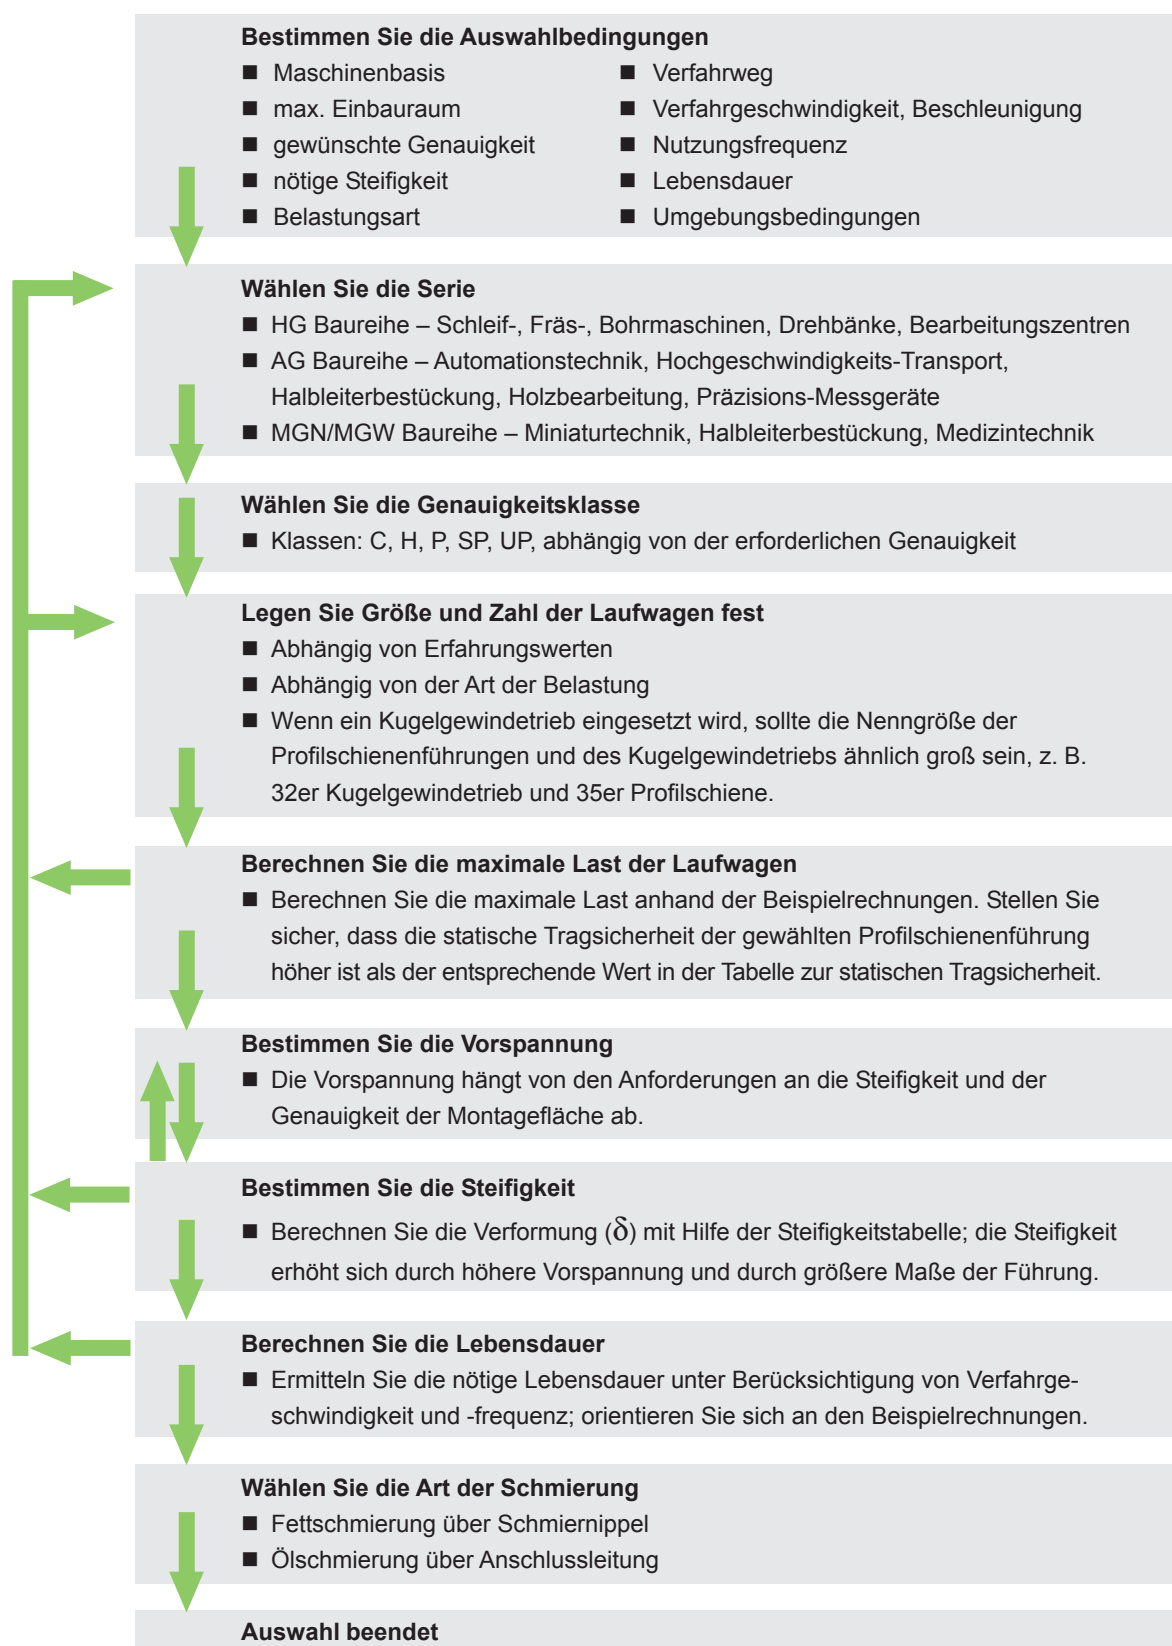 Bestimmen Sie die Auswahlbedingungen
■ Maschinenbasis
■ max. Einbauraum
■ gewünschte Genauigkeit
■ nötige Steifigkeit
■ Belastungsart
■ Verfahrweg
■ Verfahrgeschwindigkeit, Beschleunigung
■ Nutzungsfrequenz
■ Lebensdauer
■ Umgebungsbedingungen
Wählen Sie die Serie
■ HG Baureihe – Schleif-, Fräs-, Bohrmaschinen, Drehbänke, Bearbeitungszentren
■ AG Baureihe – Automationstechnik, Hochgeschwindigkeits-Transport,
Halbleiterbestückung, Holzbearbeitung, Präzisions-Messgeräte
■ MGN/MGW Baureihe – Miniaturtechnik, Halbleiterbestückung, Medizintechnik
Wählen Sie die Genauigkeitsklasse
■ Klassen: C, H, P, SP, UP, abhängig von der erforderlichen Genauigkeit
Legen Sie Größe und Zahl der Laufwagen fest
■ Abhängig von Erfahrungswerten
■ Abhängig von der Art der Belastung
■ Wenn ein Kugelgewindetrieb eingesetzt wird, sollte die Nenngröße der
Profilschienenführungen und des Kugelgewindetriebs ähnlich groß sein, z. B.
32er Kugelgewindetrieb und 35er Profilschiene.
Berechnen Sie die maximale Last der Laufwagen
■ Berechnen Sie die maximale Last anhand der Beispielrechnungen. Stellen Sie
sicher, dass die statische Tragsicherheit der gewählten Profilschienenführung
höher ist als der entsprechende Wert in der Tabelle zur statischen Tragsicherheit.
Bestimmen Sie die Vorspannung
■ Die Vorspannung hängt von den Anforderungen an die Steifigkeit und der
Genauigkeit der Montagefläche ab.
Bestimmen Sie die Steifigkeit
■ Berechnen Sie die Verformung (δ) mit Hilfe der Steifigkeitstabelle; die Steifigkeit
erhöht sich durch höhere Vorspannung und durch größere Maße der Führung.
Berechnen Sie die Lebensdauer
■ Ermitteln Sie die nötige Lebensdauer unter Berücksichtigung von Verfahrge-
schwindigkeit und -frequenz; orientieren Sie sich an den Beispielrechnungen.
Wählen Sie die Art der Schmierung
■ Fettschmierung über Schmiernippel
■ Ölschmierung über Anschlussleitung
Auswahl beendet